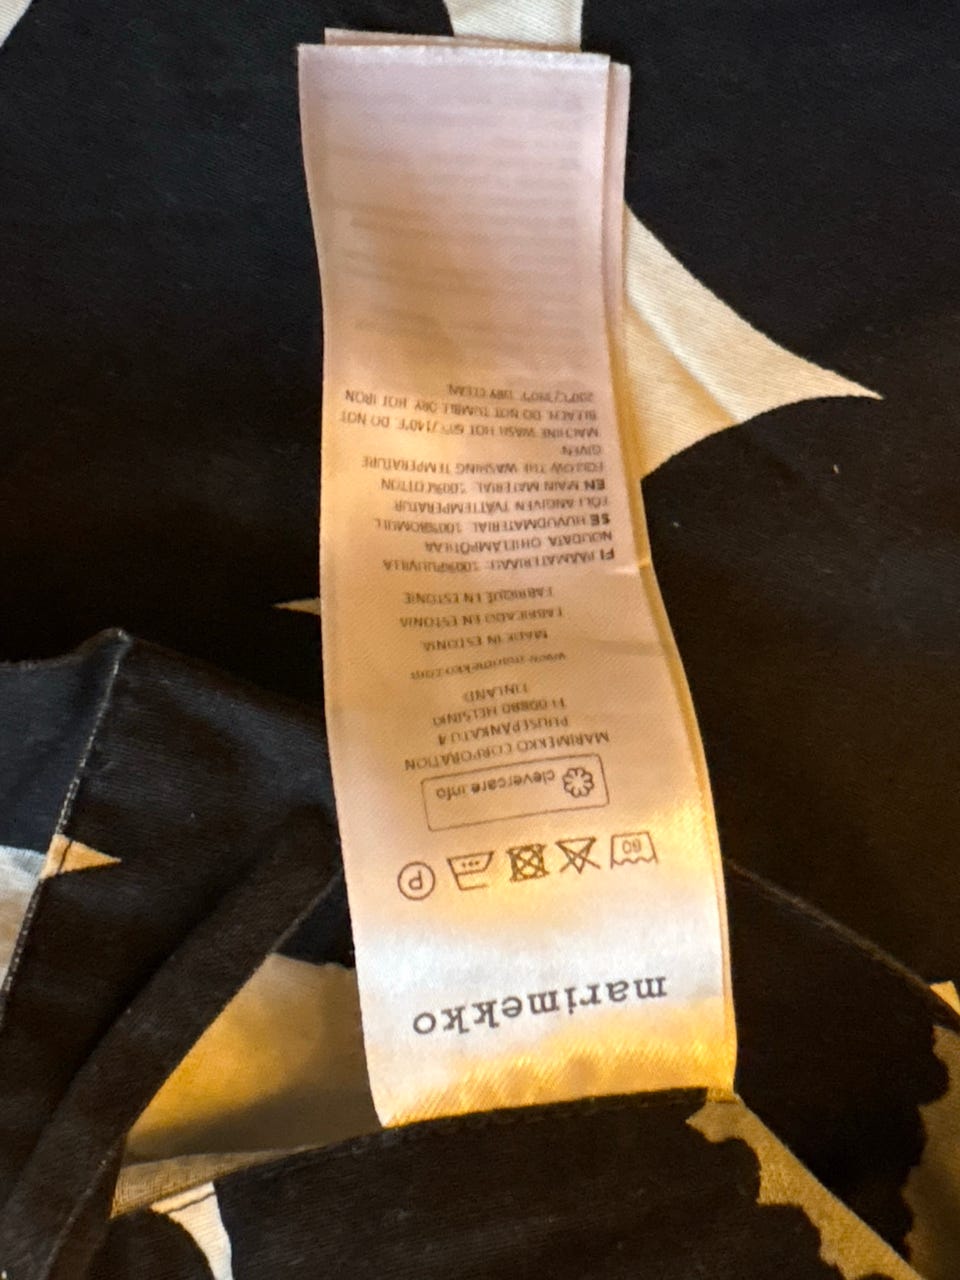 marimekko
60 P
clevercare info
MARIMEKKO CORPORATION
PUUSEPÄNKATU 4
FI 00880 HELSINKI
FINLAND
www.marimekko.com
MADE IN ESTONIA
FABRICADO EN ESTONIA
FABRIQUÉ EN ESTONIE
FI PÄÄMATERIAALI: 100%PUUVILLA
NOUDATA OHJELÄMPÖTILAA
SE HUVUDMATERIAL: 100%BOMULL
FÖLJ ANGIVEN TVÄTTEMPERATUR
EN MAIN MATERIAL: 100%COTTON
FOLLOW THE WASHING TEMPERATURE
GIVEN
MACHINE WASH HOT 60°C/140°F, DO NOT
BLEACH, DO NOT TUMBLE DRY, HOT IRON
DRY CLEAN